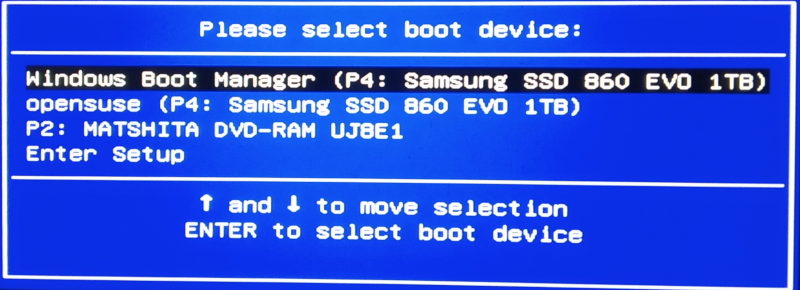 Please select boot device:
Windows Boot Manager (P4: Samsung SSD 860 EVO 1TB)
opensuse (P4: Samsung SSD 860 EVO 1TB)
P2: MATSHITA DVD-RAM UJ8E1
Enter Setup
↑ and ↓ to move selection
ENTER to select boot device